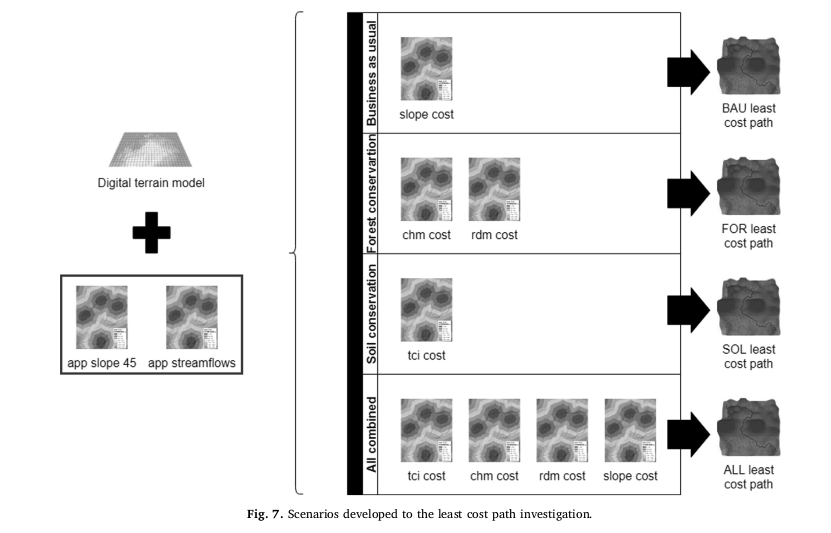 Digital terrain model
app slope 45
app streamflows
Business as usual
slope cost
BAU least
cost path
Forest conservartion
chm cost
rdm cost
FOR least
cost path
Soil conservation
tci cost
SOL least
cost path
All combined
tci cost
chm cost
rdm cost
slope cost
ALL least
cost path
Fig. 7. Scenarios developed to the least cost path investigation.